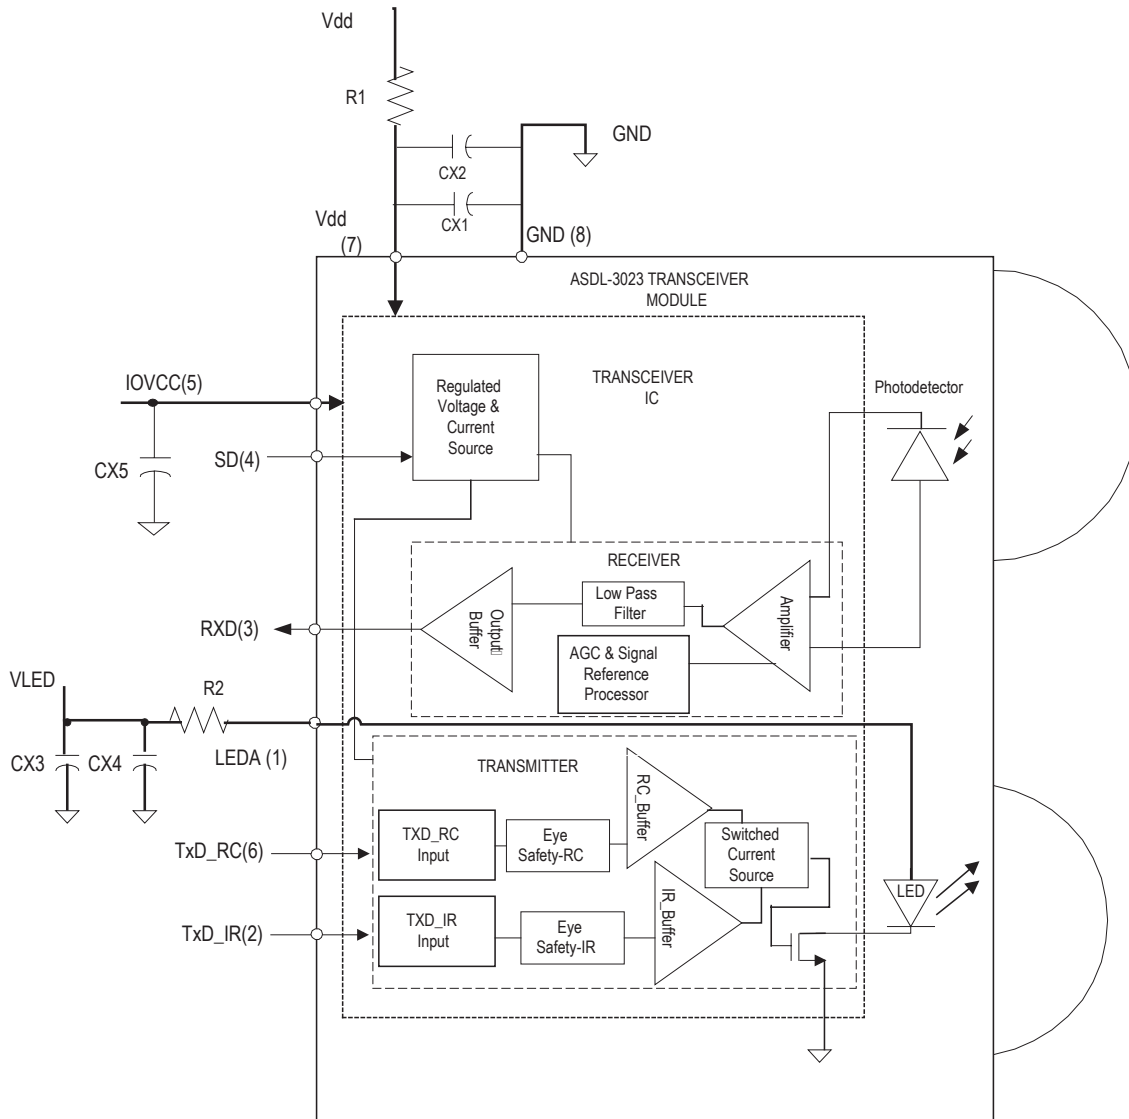 Vdd
R1
GND
CX2
CX1
Vdd
(7)
GND (8)
ASDL-3023 TRANSCEIVER
MODULE
IOVCC(5)
Regulated
Voltage &
Current
Source
TRANSCEIVER
IC
Photodetector
SD(4)
CX5
RECEIVER
Output
Buffer
Low Pass
Filter
Amplifier
RXD(3)
AGC & Signal
Reference
Processor
VLED
R2
CX3
CX4
LEDA (1)
TRANSMITTER
RC_Buffer
TXD_RC
Input
Eye
Safety-RC
Switched
Current
Source
TxD_RC(6)
LED
IR_Buffer
TXD_IR
Input
Eye
Safety-IR
TxD_IR(2)